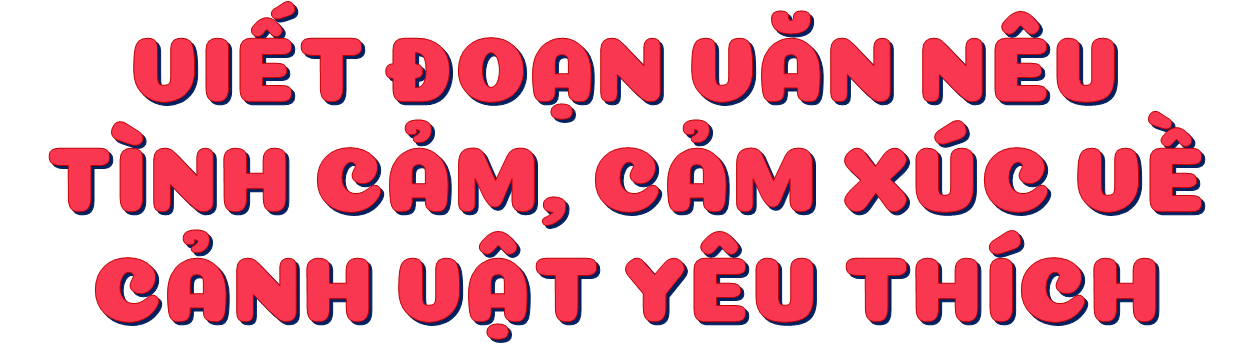 VIẾT ĐOẠN VĂN NÊU
TÌNH CẢM, CẢM XÚC VỀ
CẢNH VẬT YÊU THÍCH